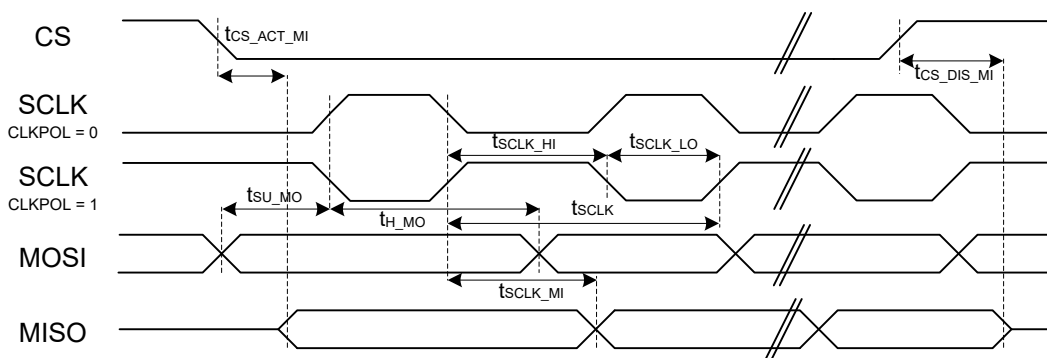 CS
tCS_ACT_MI
tCS_DIS_MI
SCLK
CLKPOL = 0
tSCLK_HI
tSCLK_LO
SCLK
CLKPOL = 1
tSU_MO
tH_MO
tSCLK
MOSI
tSCLK_MI
MISO